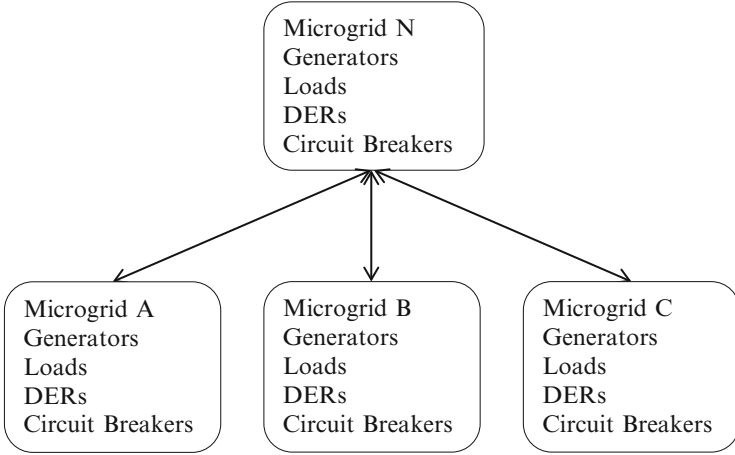 Microgrid N
Generators
Loads
DERs
Circuit Breakers
Microgrid A
Generators
Loads
DERs
Circuit Breakers
Microgrid B
Generators
Loads
DERs
Circuit Breakers
Microgrid C
Generators
Loads
DERs
Circuit Breakers